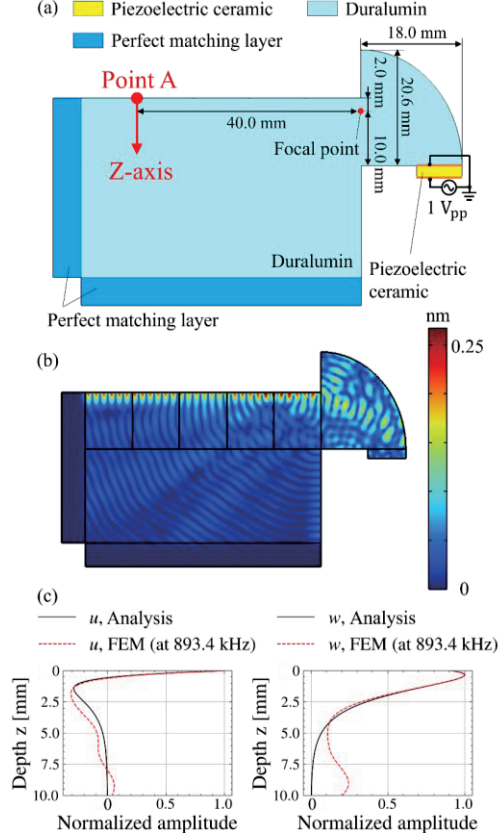 (a)
Piezoelectric ceramic
Duralumin
Perfect matching layer
18.0 mm
Point A
2.0 mm
20.6 mm
40.0 mm
Focal point
10.0 mm
Z-axis
1 Vpp
Duralumin
Piezoelectric
ceramic
Perfect matching layer
nm
(b)
0.25
0
(c)
u, Analysis
w, Analysis
u, FEM (at 893.4 kHz)
w, FEM (at 893.4 kHz)
Depth z [mm]
0
2.5
5.0
7.5
10.0
0
0.5
1.0
Normalized amplitude
Depth z [mm]
0
2.5
5.0
7.5
10.0
0
0.5
1.0
Normalized amplitude